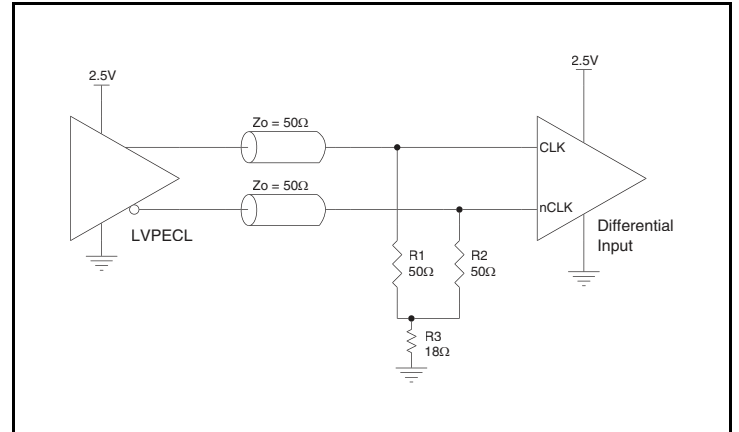 2.5V
2.5V
Zo = 50Ω
CLK
Zo = 50Ω
nCLK
LVPECL
Differential
Input
R1
50Ω
R2
50Ω
R3
18Ω